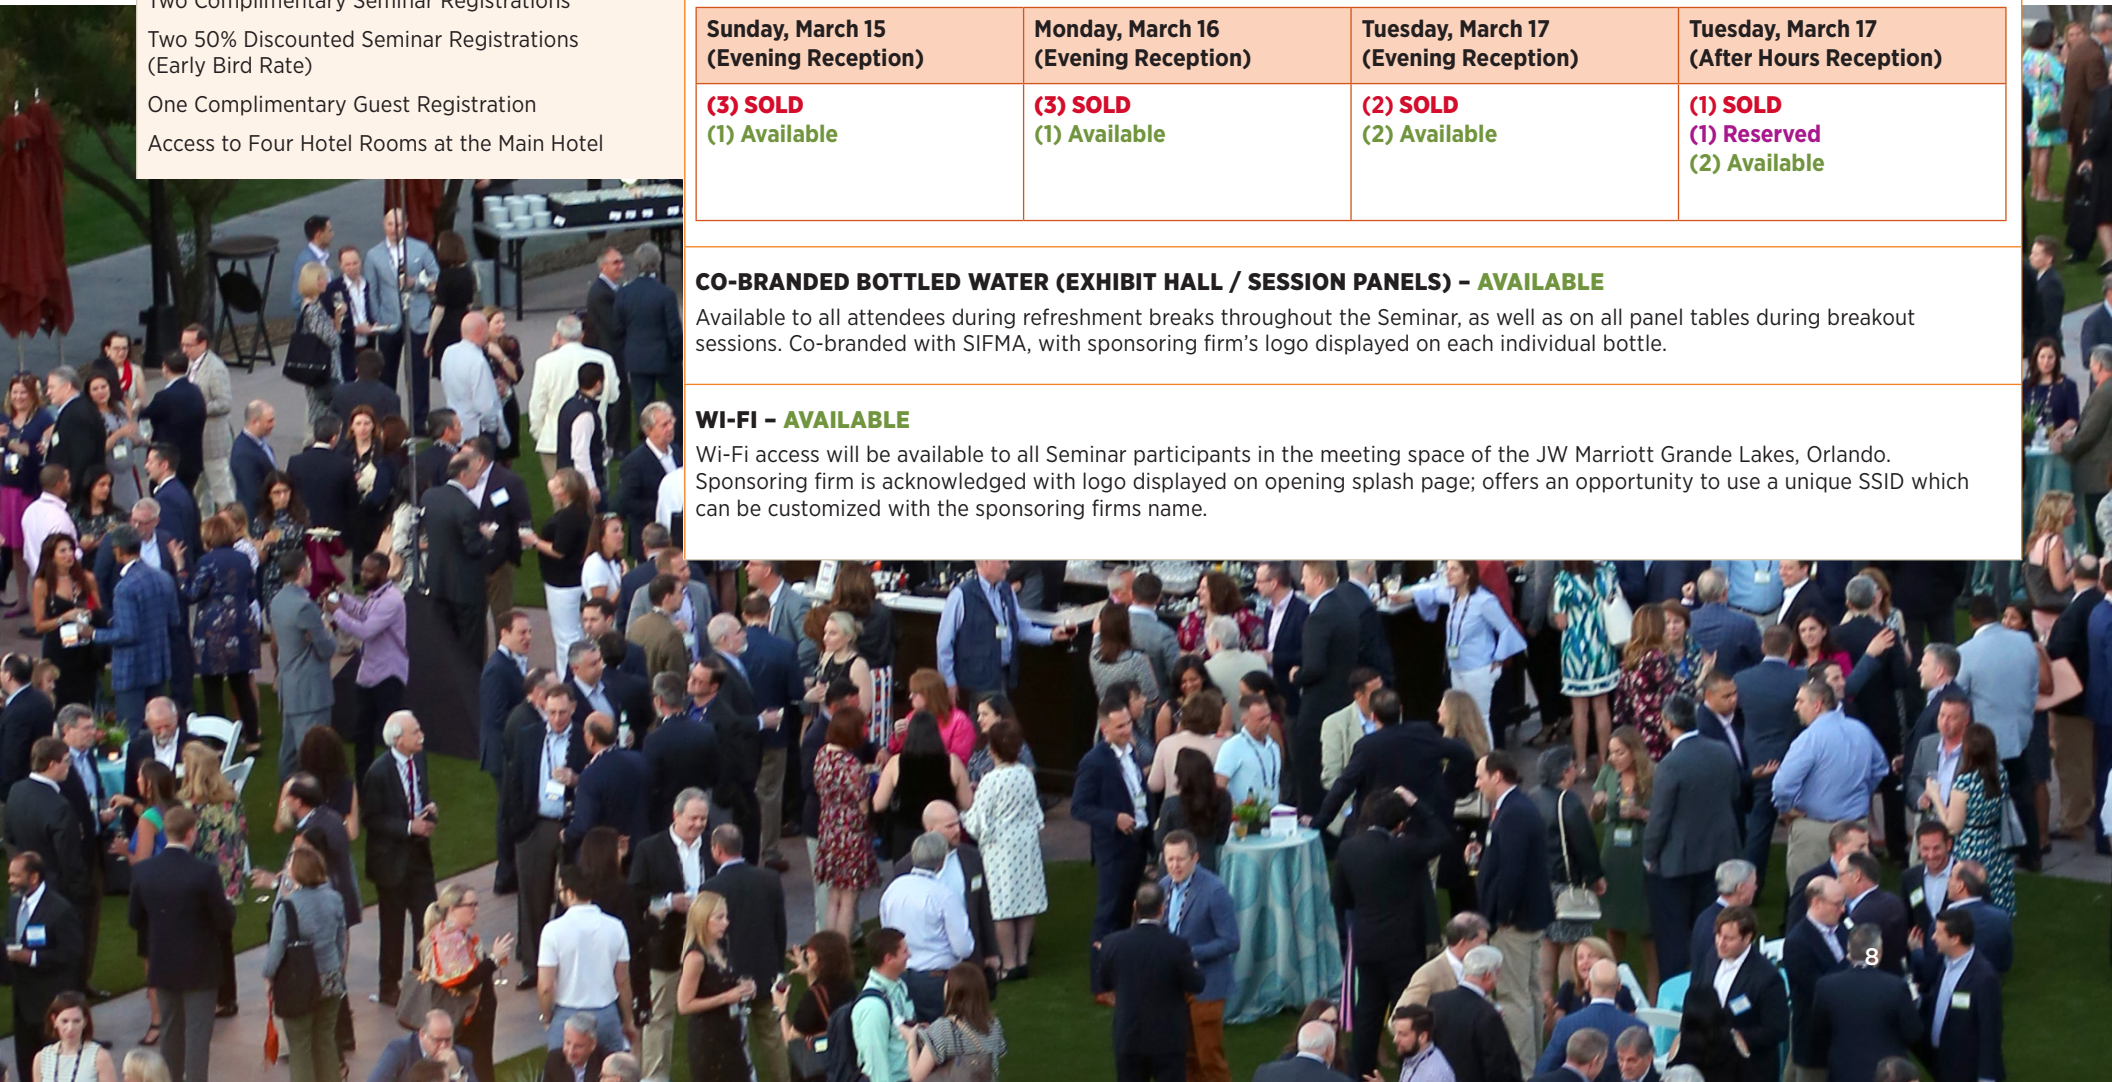 Two Complimentary Seminar Registrations
Two 50% Discounted Seminar Registrations
(Early Bird Rate)
One Complimentary Guest Registration
Access to Four Hotel Rooms at the Main Hotel
Sunday, March 15
(Evening Reception)
Monday, March 16
(Evening Reception)
Tuesday, March 17
(Evening Reception)
Tuesday, March 17
(After Hours Reception)
(3) SOLD
(1) Available
(3) SOLD
(1) Available
(2) SOLD
(2) Available
(1) SOLD
(1) Reserved
(2) Available
CO-BRANDED BOTTLED WATER (EXHIBIT HALL / SESSION PANELS) – AVAILABLE
Available to all attendees during refreshment breaks throughout the Seminar, as well as on all panel tables during breakout
sessions. Co-branded with SIFMA, with sponsoring firm's logo displayed on each individual bottle.
WI-FI – AVAILABLE
Wi-Fi access will be available to all Seminar participants in the meeting space of the JW Marriott Grande Lakes, Orlando.
Sponsoring firm is acknowledged with logo displayed on opening splash page; offers an opportunity to use a unique SSID which
can be customized with the sponsoring firms name.
8